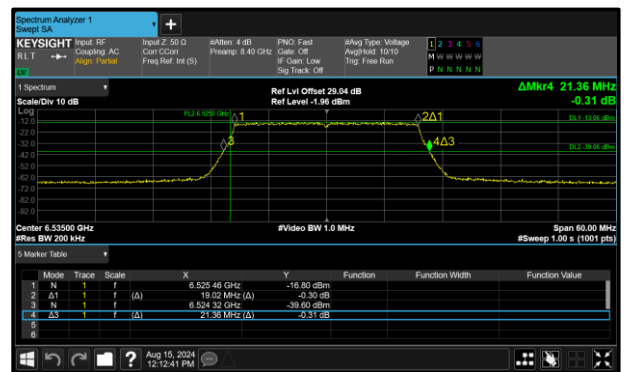 Spectrum Analyzer 1
Swept SA
KEYSIGHT Input: RF Input Z: 50 Ω #Atten: 4 dB PNO: Fast #Avg Type: Voltage 1 2 3 4 5 6
RLT Coupling: AC Corr CCorr Preamp: 8.40 GHz Gate: Off Avg|Hold: 10/10 M W W W W W
Align: Partial Freq Ref: Int (S) IF Gain: Low Trig: Free Run
Sig Track: Off P N N N N N
LW
1 Spectrum Ref Lvl Offset 29.04 dB ΔMkr4 21.36 MHz
Scale/Div 10 dB Ref Level -1.96 dBm -0.31 dB
Log
-12.0 FL2 6.5250 GHz 1 2Δ1 DL1 -13.06 dBm
-22.0
-32.0 3 4Δ3 DL2 -39.06 dBm
-42.0
-52.0
-62.0
-72.0
-82.0
-92.0
Center 6.53500 GHz #Video BW 1.0 MHz Span 60.00 MHz
#Res BW 200 kHz #Sweep 1.00 s (1001 pts)
5 Marker Table
Mode Trace Scale X Y Function Function Width Function Value
1 N 1 f 6.525 46 GHz -16.80 dBm
2 Δ1 1 f (Δ) 19.02 MHz (Δ) -0.30 dB
3 N 1 f 6.524 32 GHz -39.60 dBm
4 Δ3 1 f (Δ) 21.36 MHz (Δ) -0.31 dB
5
6
? Aug 15, 2024
12:12:41 PM